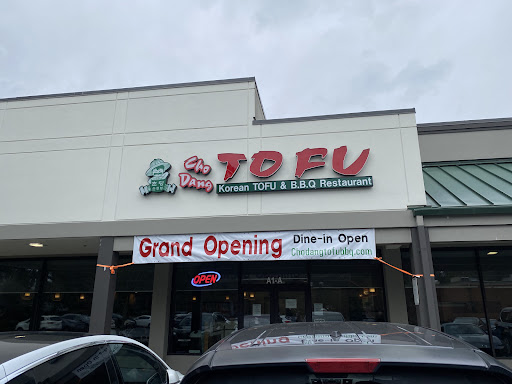 Cho
Dang
TOFU
Korean TOFU & B.B.Q Restaurant
Grand Opening
Dine-in Open
Chodangtofubbq.com
OPEN
A1-A